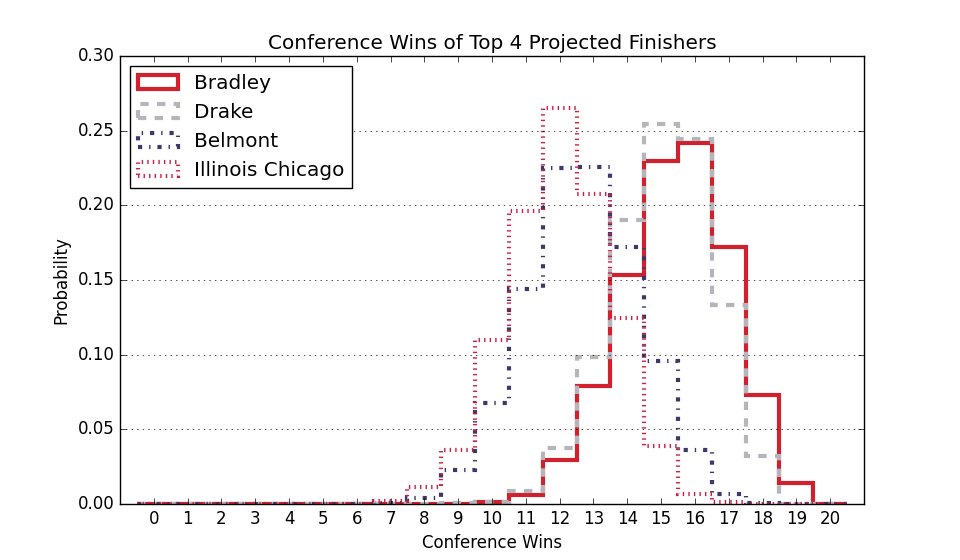 Conference Wins of Top 4 Projected Finishers
0.30
0.25
0.20
0.15
0.10
0.05
0.00
Probability
Bradley
Drake
Belmont
Illinois Chicago
0 1 2 3 4 5 6 7 8 9 10 11 12 13 14 15 16 17 18 19 20
Conference Wins